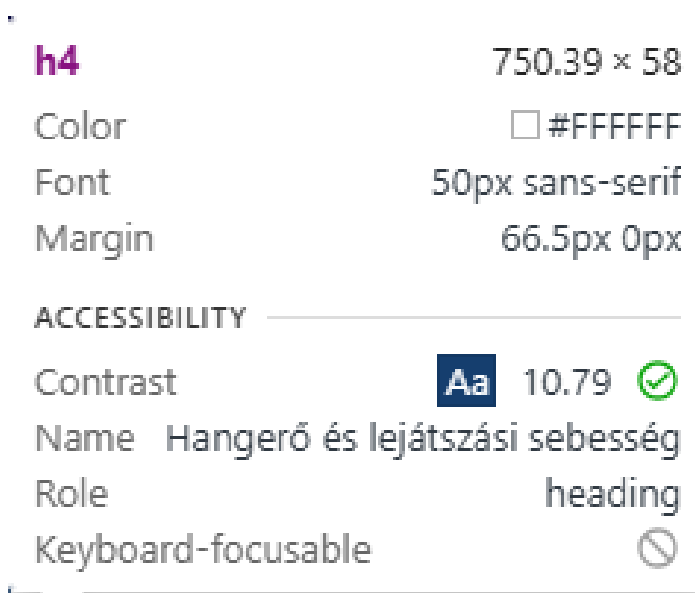 h4 750.39 × 58
Color #FFFFFF
Font 50px sans-serif
Margin 66.5px 0px
ACCESSIBILITY
Contrast Aa 10.79
Name Hangerő és lejátszási sebesség
Role heading
Keyboard-focusable